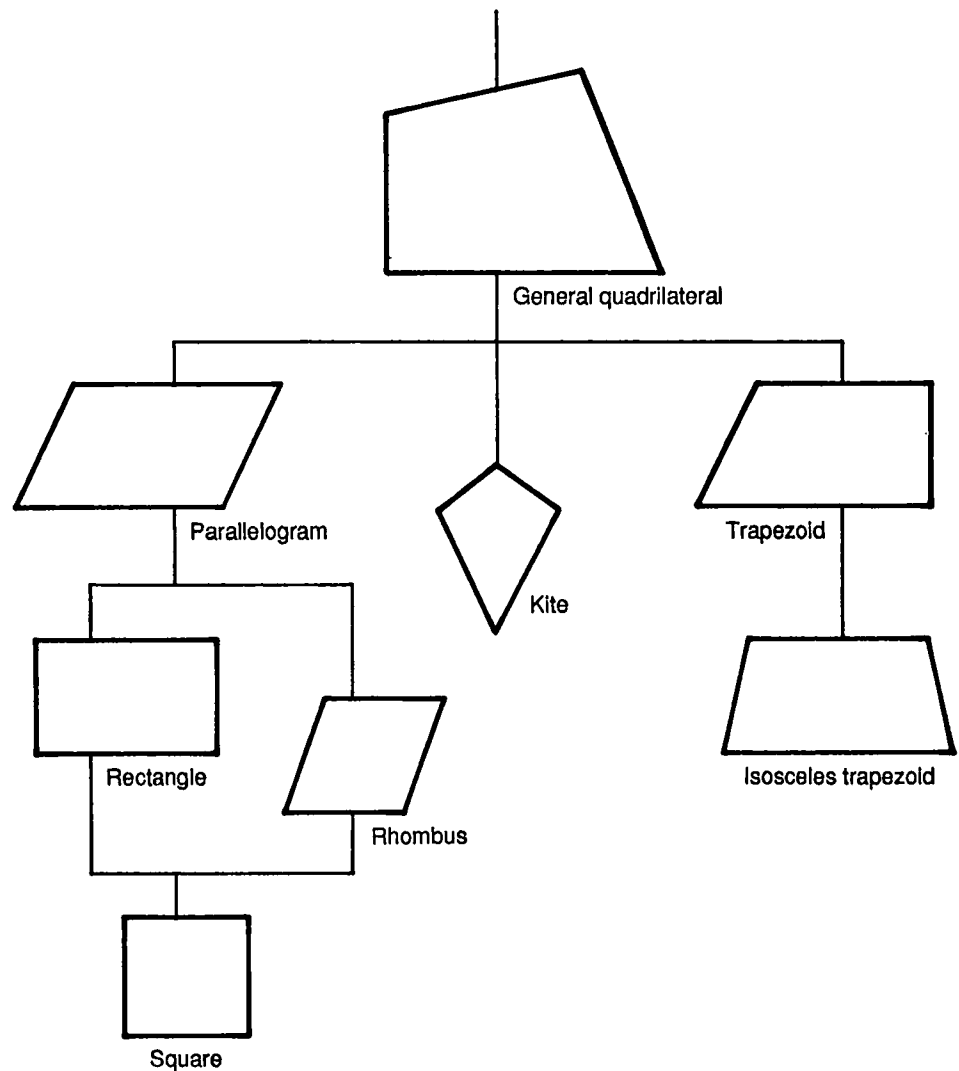 General quadrilateral
Parallelogram
Trapezoid
Kite
Rectangle
Isosceles trapezoid
Rhombus
Square